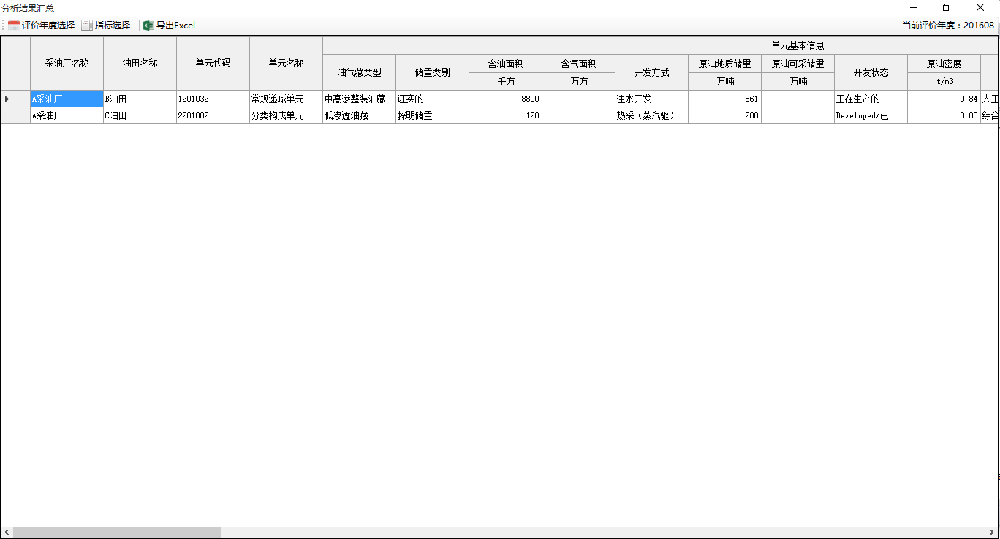 分析结果汇总
评价年度选择 指标选择 导出Excel 当前评价年度：201608
单元基本信息
采油厂名称 油田名称 单元代码 单元名称 油气藏类型 储量类别 含油面积 含气面积 开发方式 原油地质储量 原油可采储量 开发状态 原油密度
千方 万方 万吨 万吨 t/m3
A采油厂 B油田 1201032 常规递减单元 中高渗整装油藏 证实的 8800 注水开发 861 正在生产的 0.84 人工
A采油厂 C油田 2201002 分类构成单元 低渗透油藏 探明储量 120 热采（蒸汽驱） 200 Developed/已... 0.85 综合